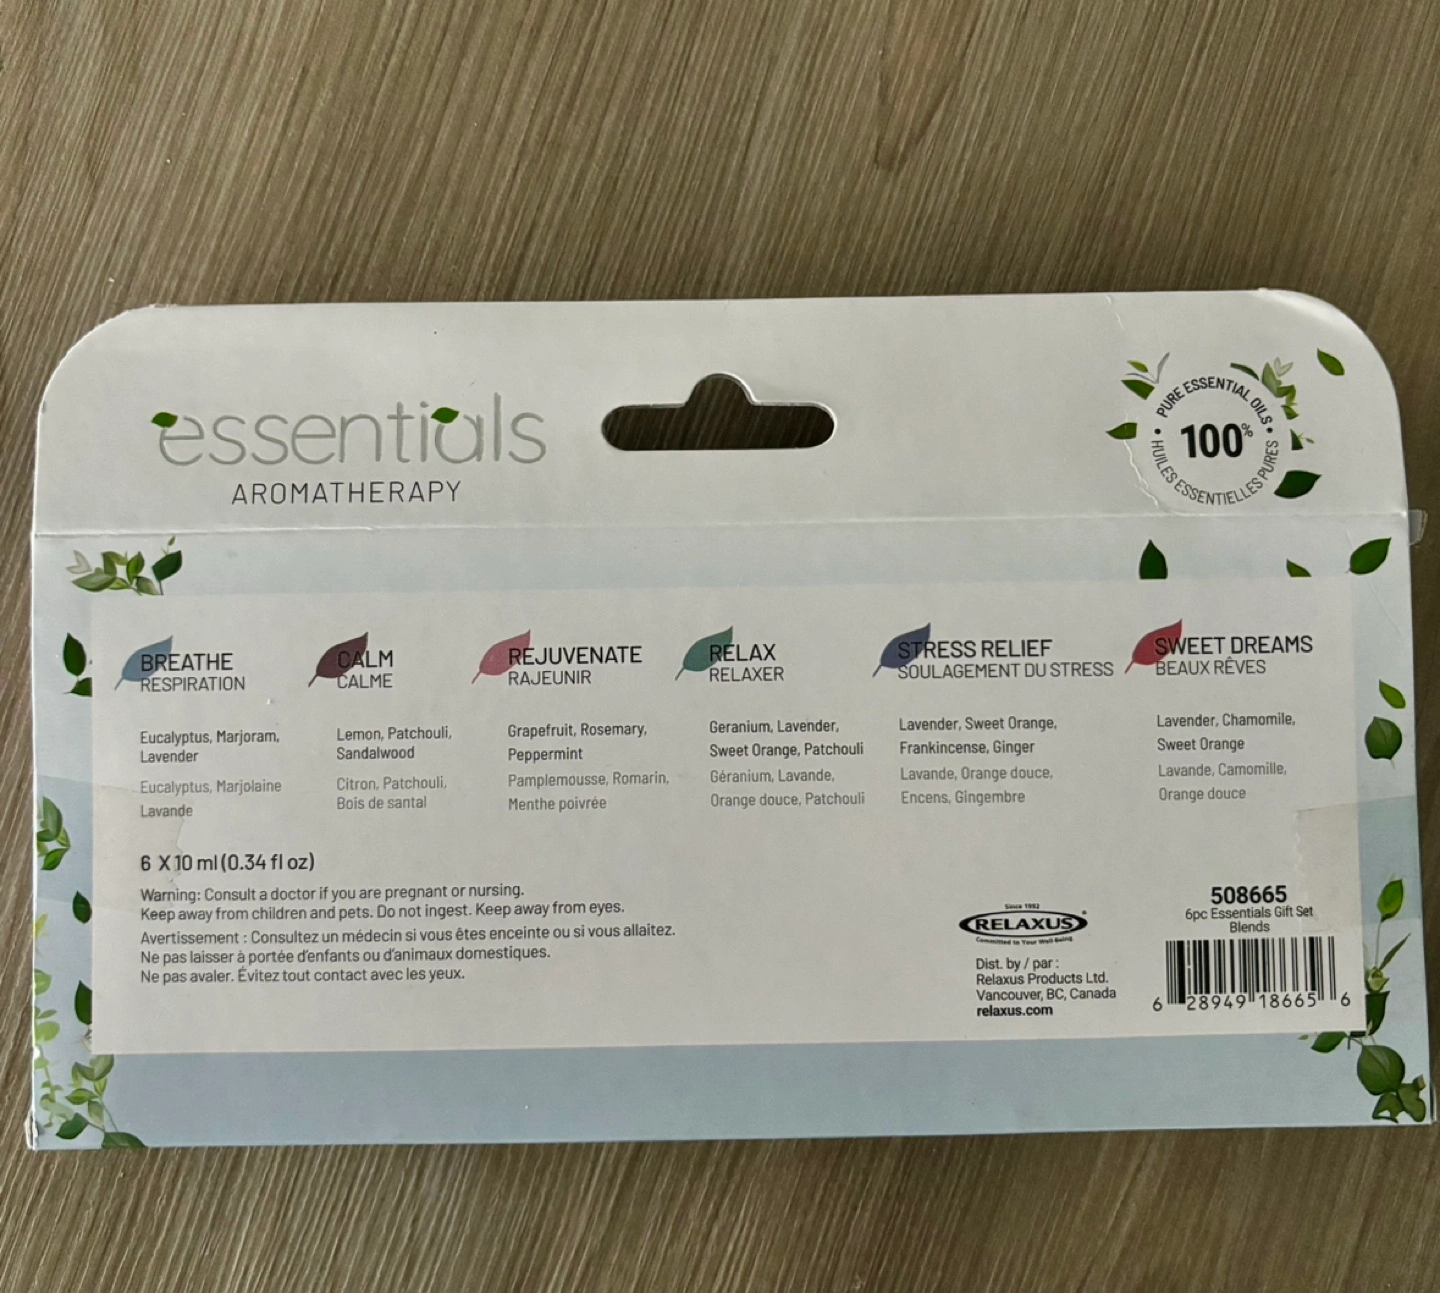 essentials
AROMATHERAPY
PURE ESSENTIAL OILS
100%
HUILES ESSENTIELLES PURES
BREATHE
RESPIRATION
Eucalyptus, Marjoram,
Lavender
Eucalyptus, Marjolaine
Lavande
CALM
CALME
Lemon, Patchouli,
Sandalwood
Citron, Patchouli,
Bois de santal
REJUVENATE
RAJEUNIR
Grapefruit, Rosemary,
Peppermint
Pamplemousse, Romarin,
Menthe poivrée
RELAX
RELAXER
Geranium, Lavender,
Sweet Orange, Patchouli
Géranium, Lavande,
Orange douce, Patchouli
STRESS RELIEF
SOULAGEMENT DU STRESS
Lavender, Sweet Orange,
Frankincense, Ginger
Lavande, Orange douce,
Encens, Gingembre
SWEET DREAMS
BEAUX RÊVES
Lavender, Chamomile,
Sweet Orange
Lavande, Camomille,
Orange douce
6 X 10 ml (0.34 fl oz)
Warning: Consult a doctor if you are pregnant or nursing.
Keep away from children and pets. Do not ingest. Keep away from eyes.
Avertissement : Consultez un médecin si vous êtes enceinte ou si vous allaitez.
Ne pas laisser à portée d'enfants ou d'animaux domestiques.
Ne pas avaler. Évitez tout contact avec les yeux.
Since 1992
RELAXUS®
Committed to Your Well-Being
Dist. by / par :
Relaxus Products Ltd.
Vancouver, BC, Canada
relaxus.com
508665
6pc Essentials Gift Set
Blends
6 28949 18665 6